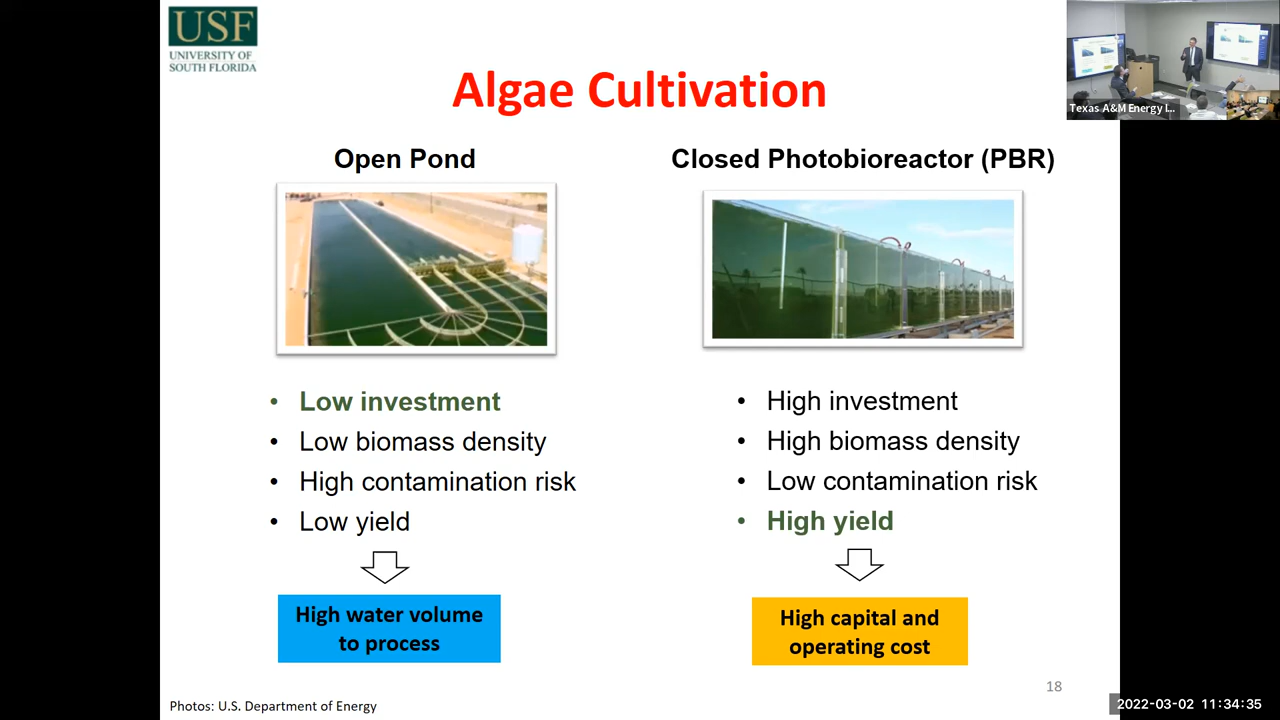 USF
UNIVERSITY OF
SOUTH FLORIDA
Algae Cultivation
Texas A&M Energy I...
Open Pond
Closed Photobioreactor (PBR)
• Low investment
• Low biomass density
• High contamination risk
• Low yield
• High investment
• High biomass density
• Low contamination risk
• High yield
High water volume
to process
High capital and
operating cost
18
Photos: U.S. Department of Energy
2022-03-02 11:34:35